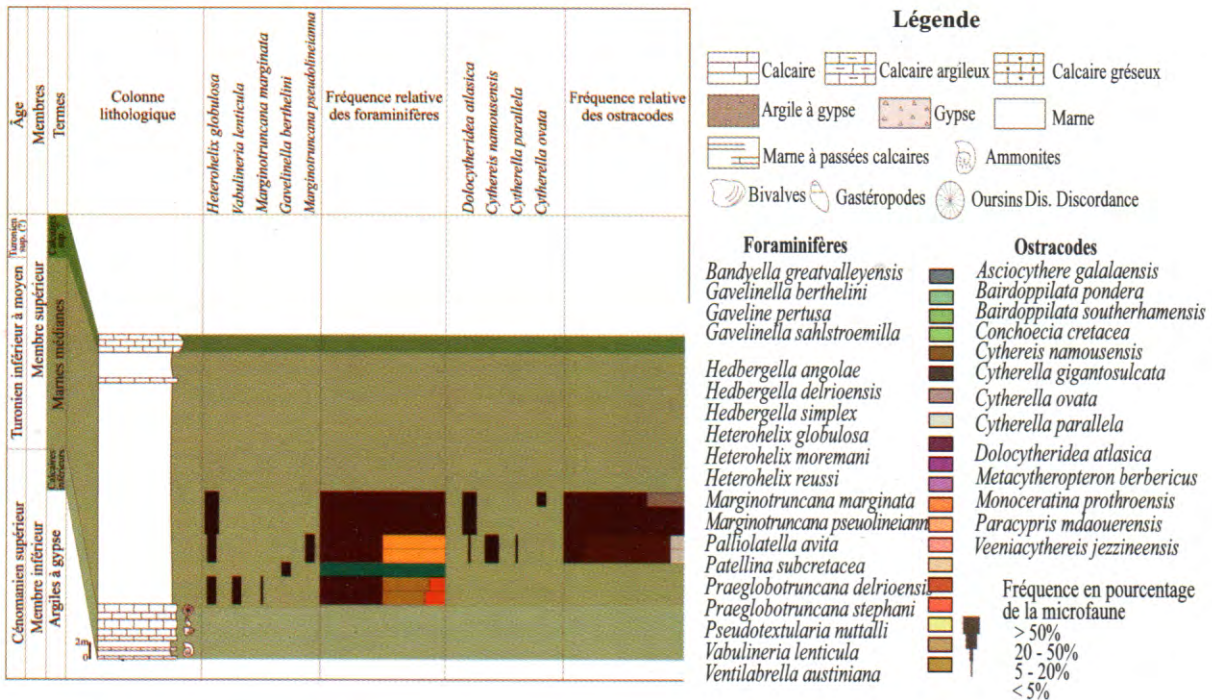 Âge
Membres
Termes
Colonne
lithologique
Heterohelix globulosa
Vabulineria lenticula
Marginotruncana marginata
Gavelinella berthelini
Marginotruncana pseudolineianna
Fréquence relative
des foraminifères
Dolocytheridea atlasica
Cythereis namousensis
Cytherella parallela
Cytherella ovata
Fréquence relative
des ostracodes
Turonien
sup. (?)
Calcaires
sup. ?
Turonien inférieur à moyen
Membre supérieur
Marnes médianes
Calcaires
inférieurs
Cénomanien supérieur
Membre inférieur
Argiles à gypse
2m
0
Légende
Calcaire
Calcaire argileux
Calcaire gréseux
Argile à gypse
Gypse
Marne
Marne à passées calcaires
Ammonites
Bivalves
Gastéropodes
Oursins Dis. Discordance
Foraminifères
Bandyella greatvalleyensis
Gavelinella berthelini
Gaveline pertusa
Gavelinella sahlstroemilla
Hedbergella angolae
Hedbergella delrioensis
Hedbergella simplex
Heterohelix globulosa
Heterohelix moremani
Heterohelix reussi
Marginotruncana marginata
Marginotruncana pseuolineiann
Palliolatella avita
Patellina subcretacea
Praeglobotruncana delrioensis
Praeglobotruncana stephani
Pseudotextularia nuttalli
Vabulineria lenticula
Ventilabrella austiniana
Ostracodes
Asciocythere galalaensis
Bairdoppilata pondera
Bairdoppilata southerhamensis
Conchoecia cretacea
Cythereis namousensis
Cytherella gigantosulcata
Cytherella ovata
Cytherella parallela
Dolocytheridea atlasica
Metacytheropteron berbericus
Monoceratina prothroensis
Paracypris mdaouerensis
Veeniacythereis jezzineensis
Fréquence en pourcentage
de la microfaune
> 50%
20 - 50%
5 - 20%
< 5%